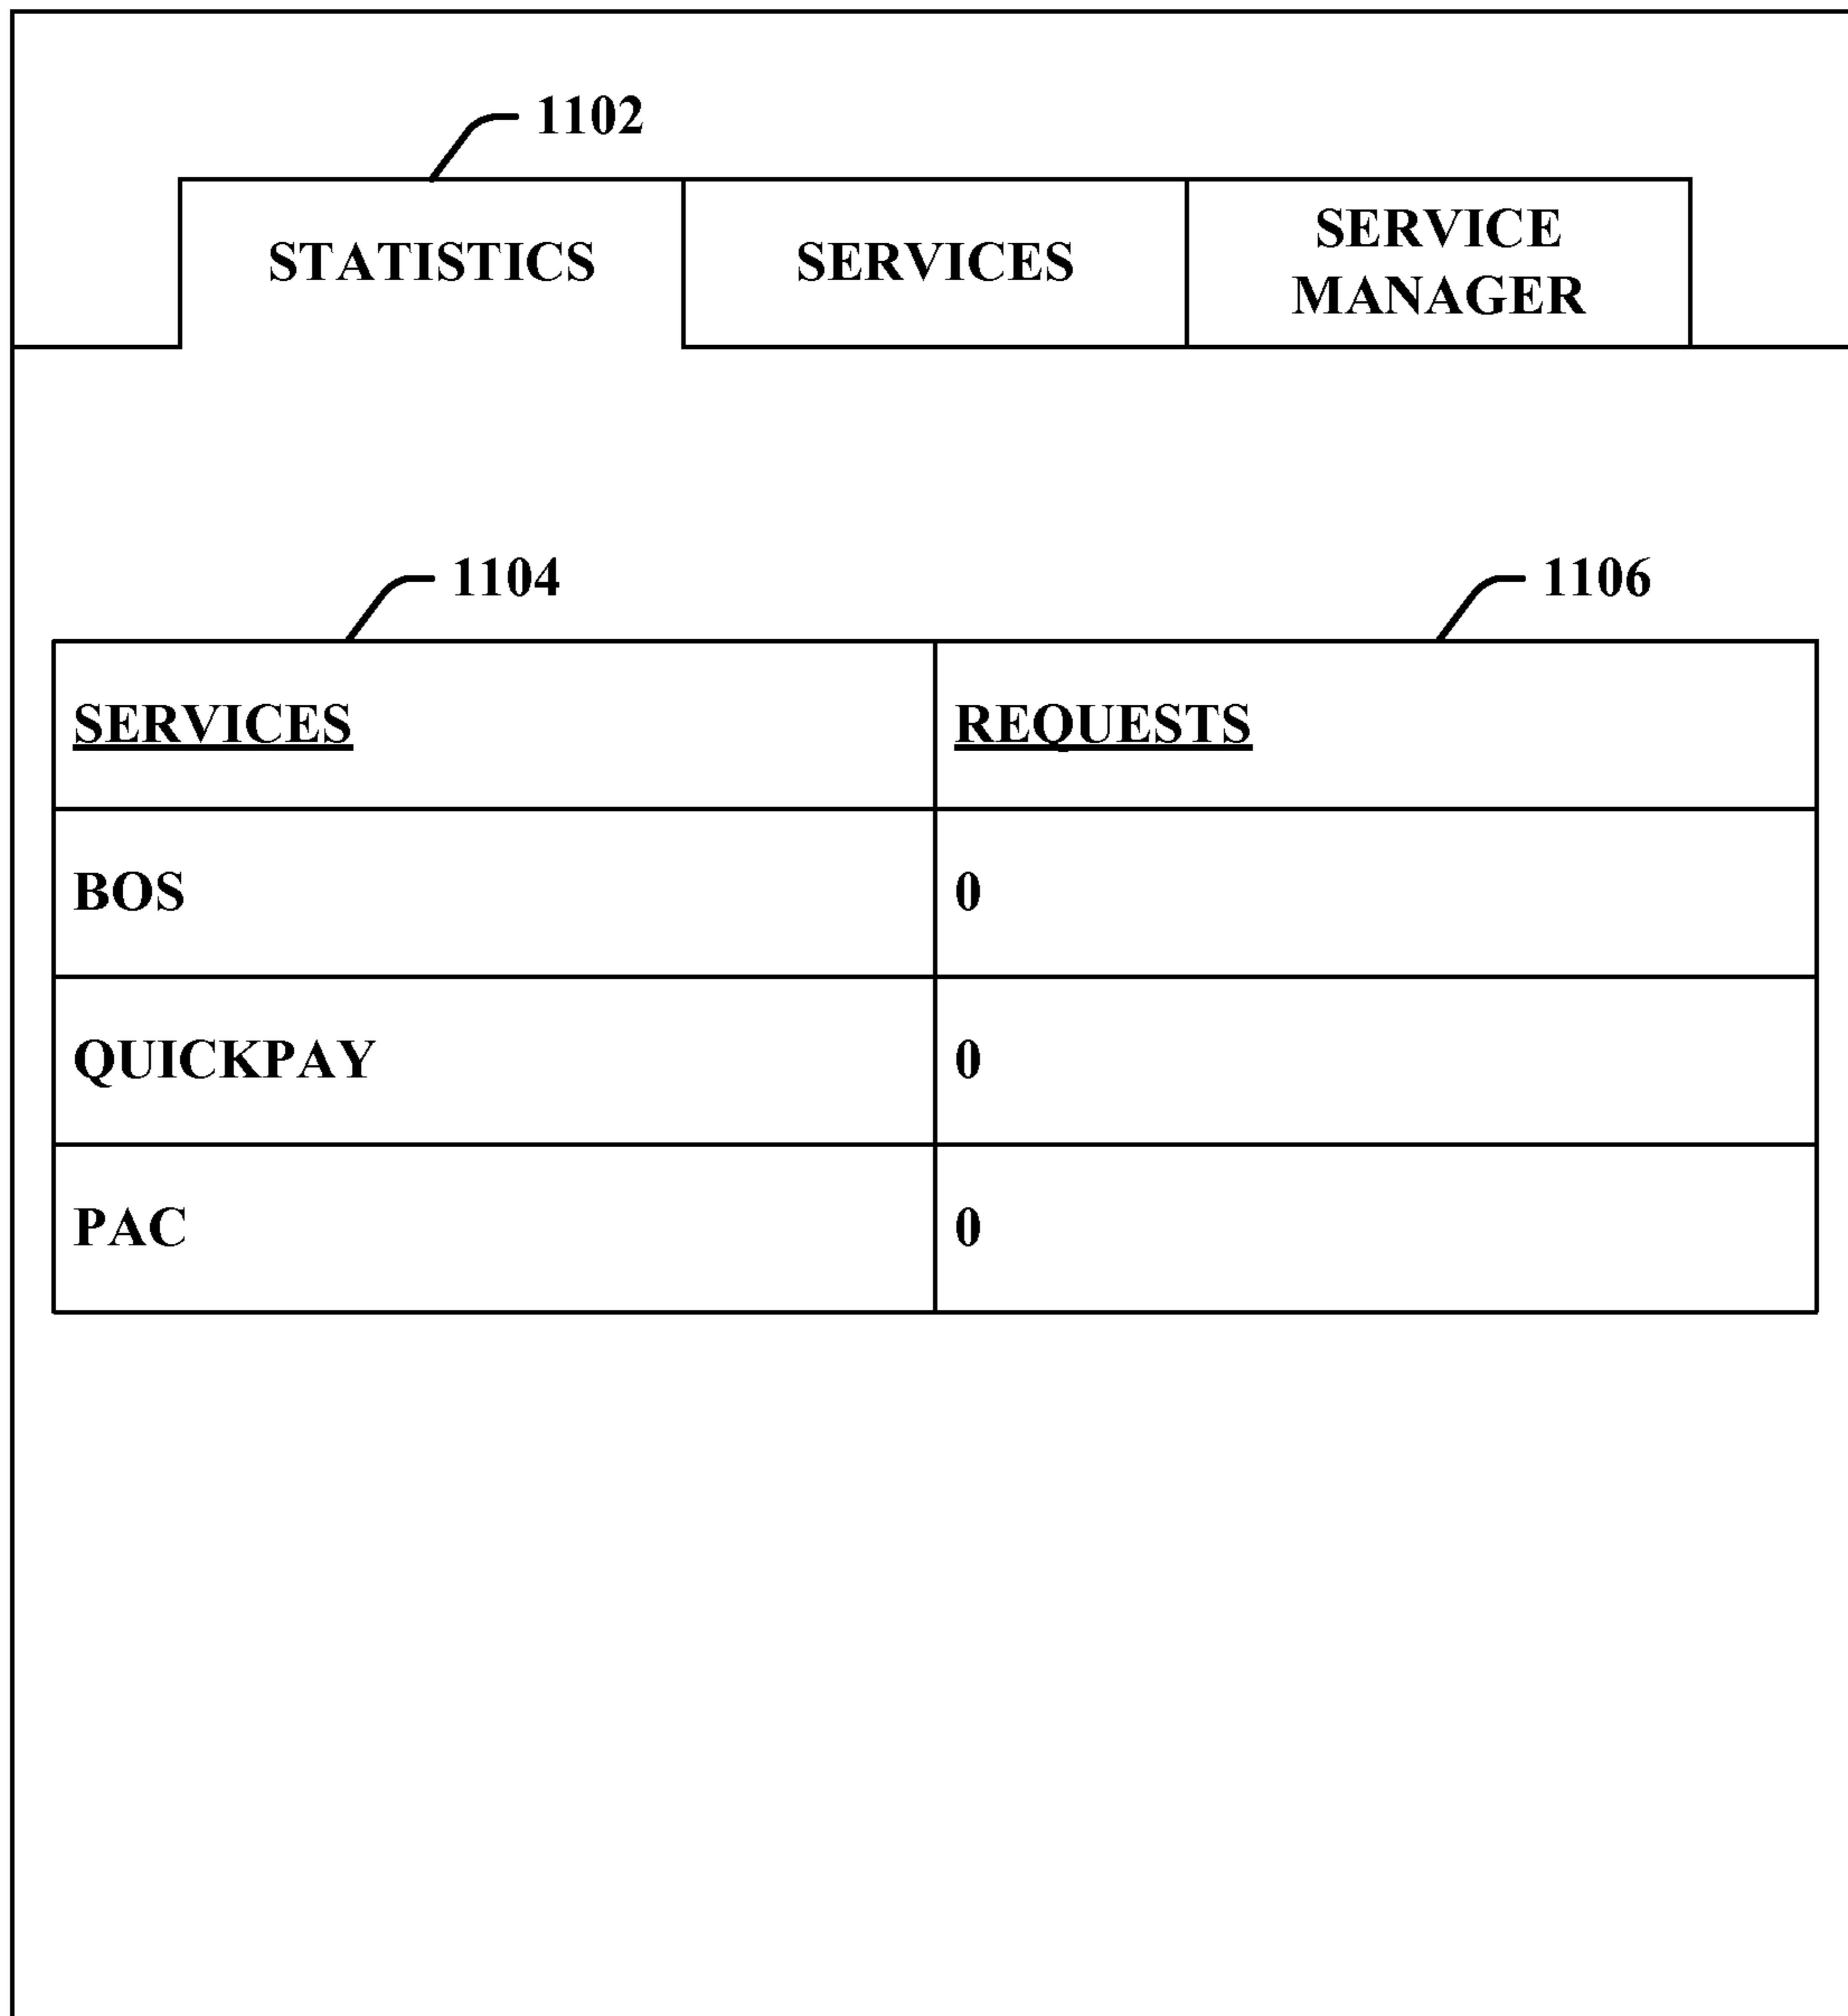 1102
STATISTICS
SERVICES
SERVICE
MANAGER
1104
1106
SERVICES
REQUESTS
BOS
0
QUICKPAY
0
PAC
0